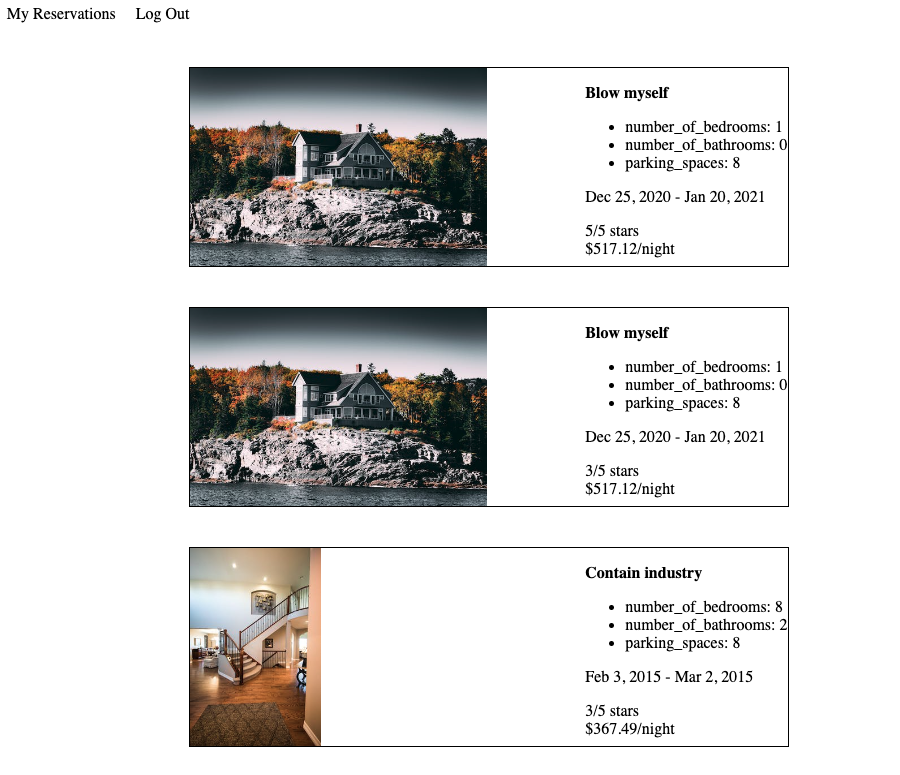 My Reservations Log Out
Blow myself
number_of_bedrooms: 1
number_of_bathrooms: 0
parking_spaces: 8
Dec 25, 2020 - Jan 20, 2021
5/5 stars
$517.12/night
Blow myself
number_of_bedrooms: 1
number_of_bathrooms: 0
parking_spaces: 8
Dec 25, 2020 - Jan 20, 2021
3/5 stars
$517.12/night
Contain industry
number_of_bedrooms: 8
number_of_bathrooms: 2
parking_spaces: 8
Feb 3, 2015 - Mar 2, 2015
3/5 stars
$367.49/night